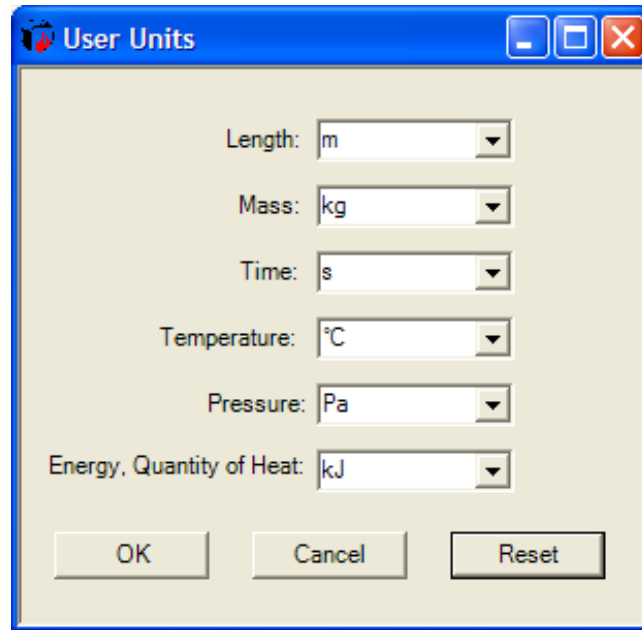 User Units
Length: m
Mass: kg
Time: s
Temperature: °C
Pressure: Pa
Energy, Quantity of Heat: kJ
OK Cancel Reset